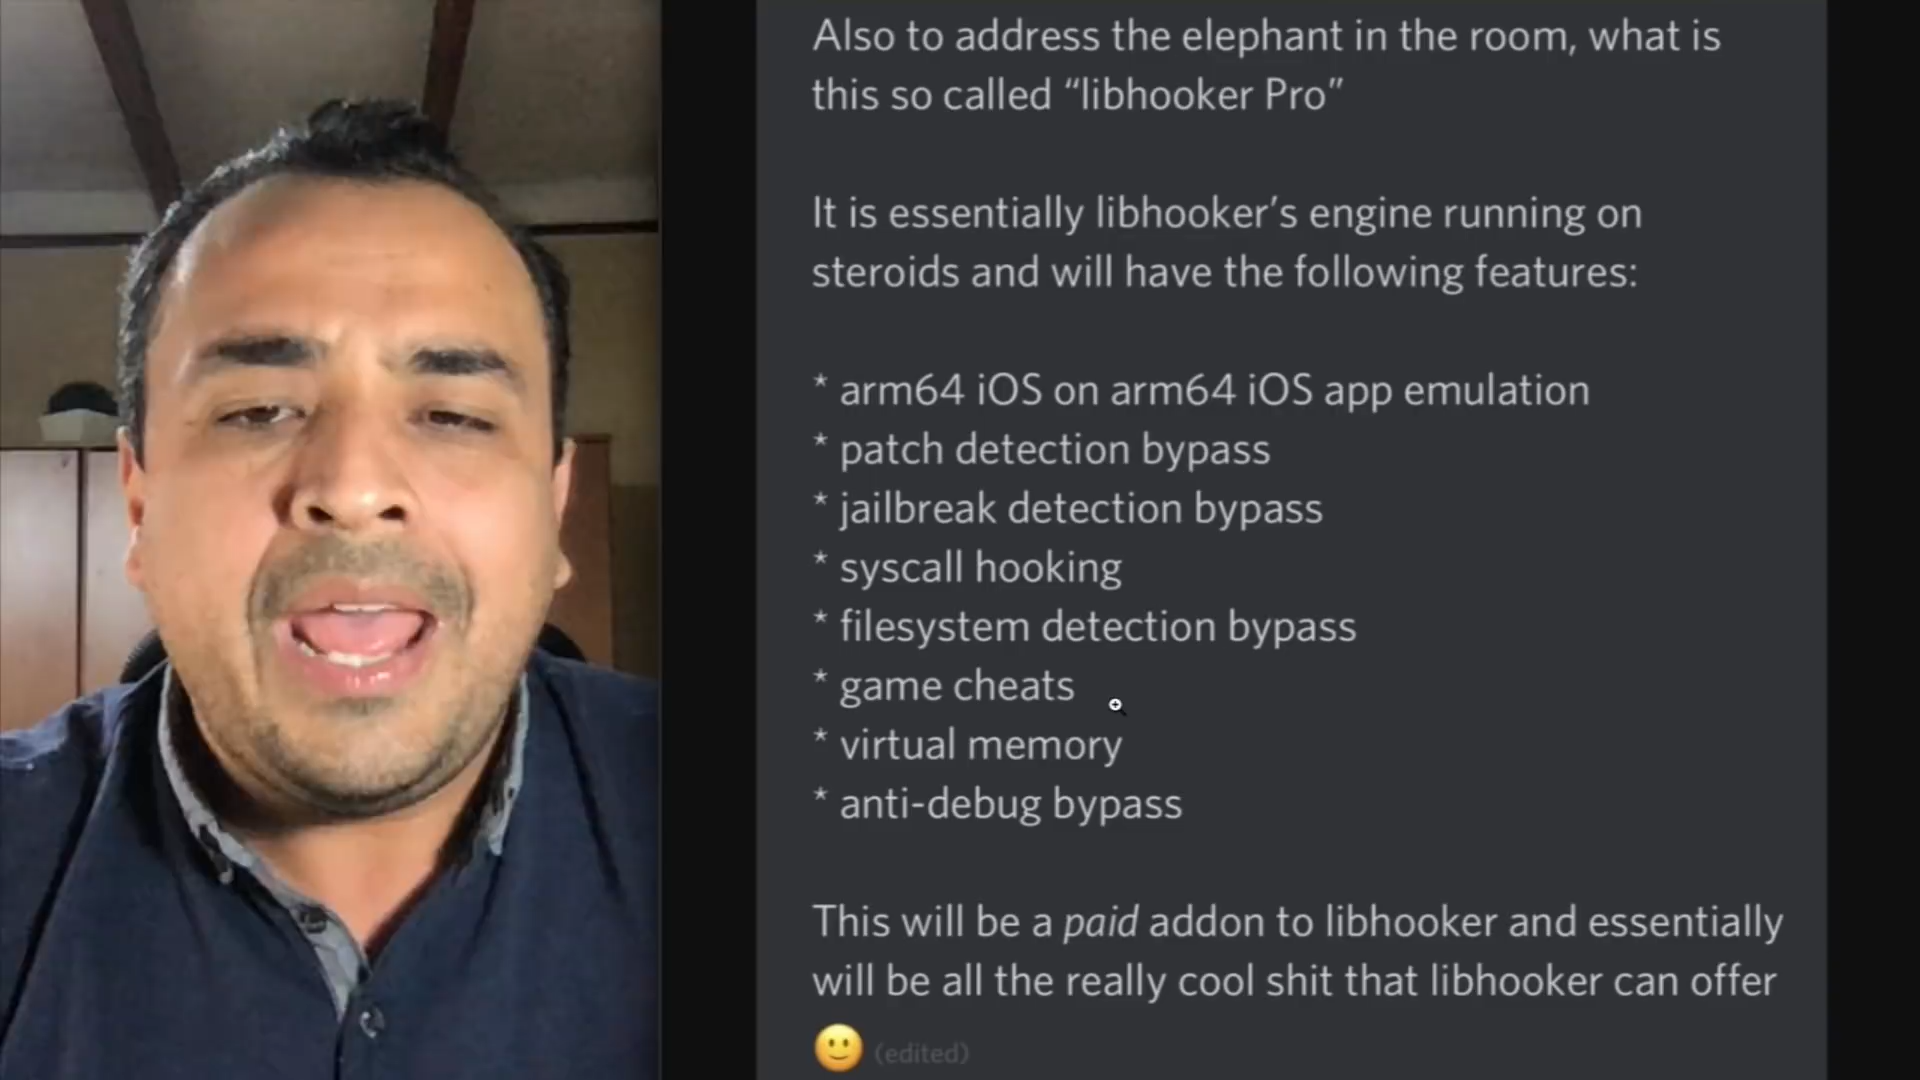 Also to address the elephant in the room, what is
this so called “libhooker Pro”
It is essentially libhooker’s engine running on
steroids and will have the following features:
* arm64 iOS on arm64 iOS app emulation
* patch detection bypass
* jailbreak detection bypass
* syscall hooking
* filesystem detection bypass
* game cheats
* virtual memory
* anti-debug bypass
This will be a paid addon to libhooker and essentially
will be all the really cool shit that libhooker can offer
🙂 (edited)